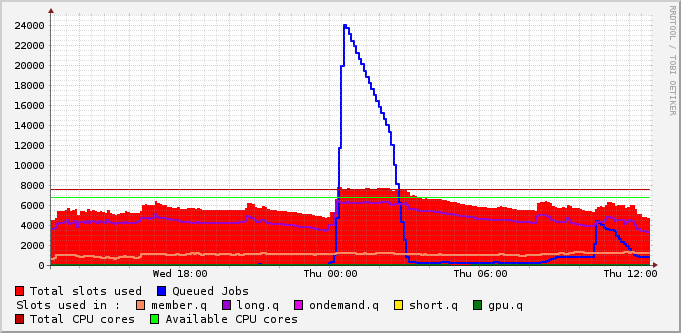 24000
22000
20000
18000
16000
14000
12000
10000
8000
6000
4000
2000
0
Wed 18:00 Thu 00:00 Thu 06:00 Thu 12:00
Total slots used Queued Jobs
Slots used in : member.q long.q ondemand.q short.q gpu.q
Total CPU cores Available CPU cores
RRDTOOL / TOBI OETIKER